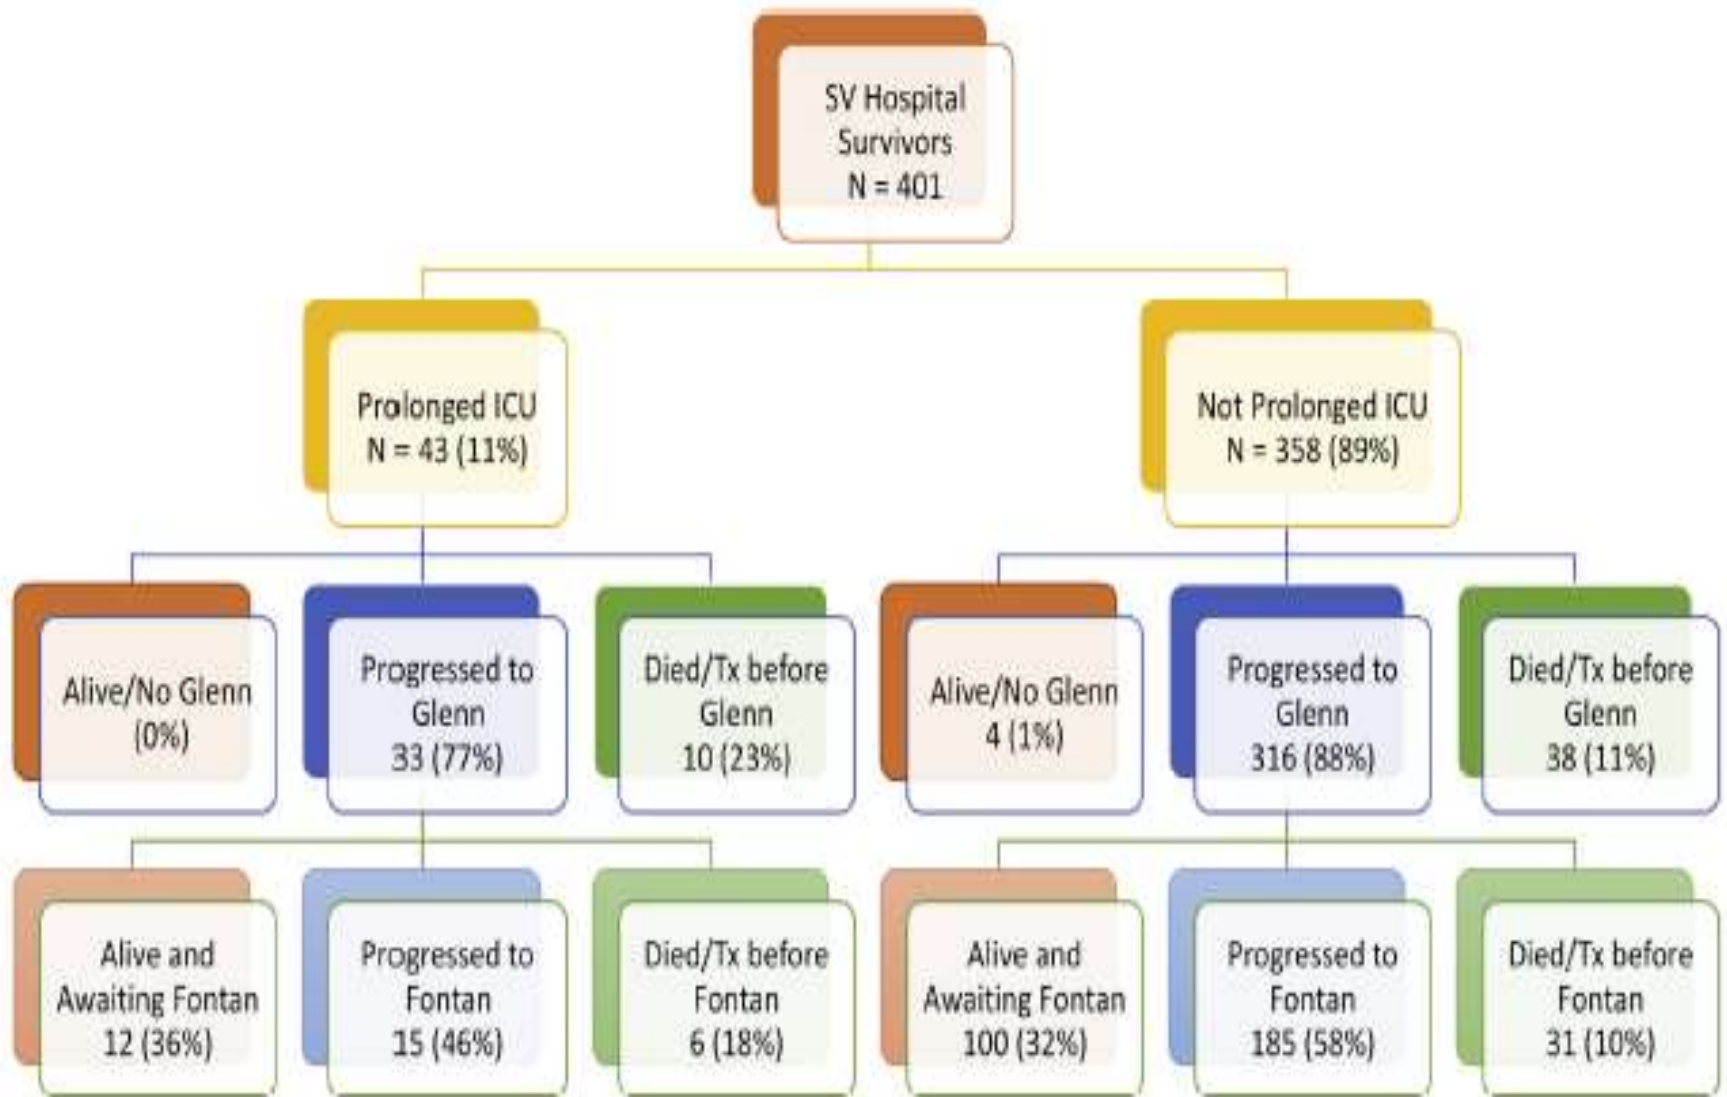 SV Hospital
Survivors
N = 401
Prolonged ICU
N = 43 (11%)
Not Prolonged ICU
N = 358 (89%)
Alive/No Glenn
(0%)
Progressed to
Glenn
33 (77%)
Died/Tx before
Glenn
10 (23%)
Alive/No Glenn
4 (1%)
Progressed to
Glenn
316 (88%)
Died/Tx before
Glenn
38 (11%)
Alive and
Awaiting Fontan
12 (36%)
Progressed to
Fontan
15 (46%)
Died/Tx before
Fontan
6 (18%)
Alive and
Awaiting Fontan
100 (32%)
Progressed to
Fontan
185 (58%)
Died/Tx before
Fontan
31 (10%)